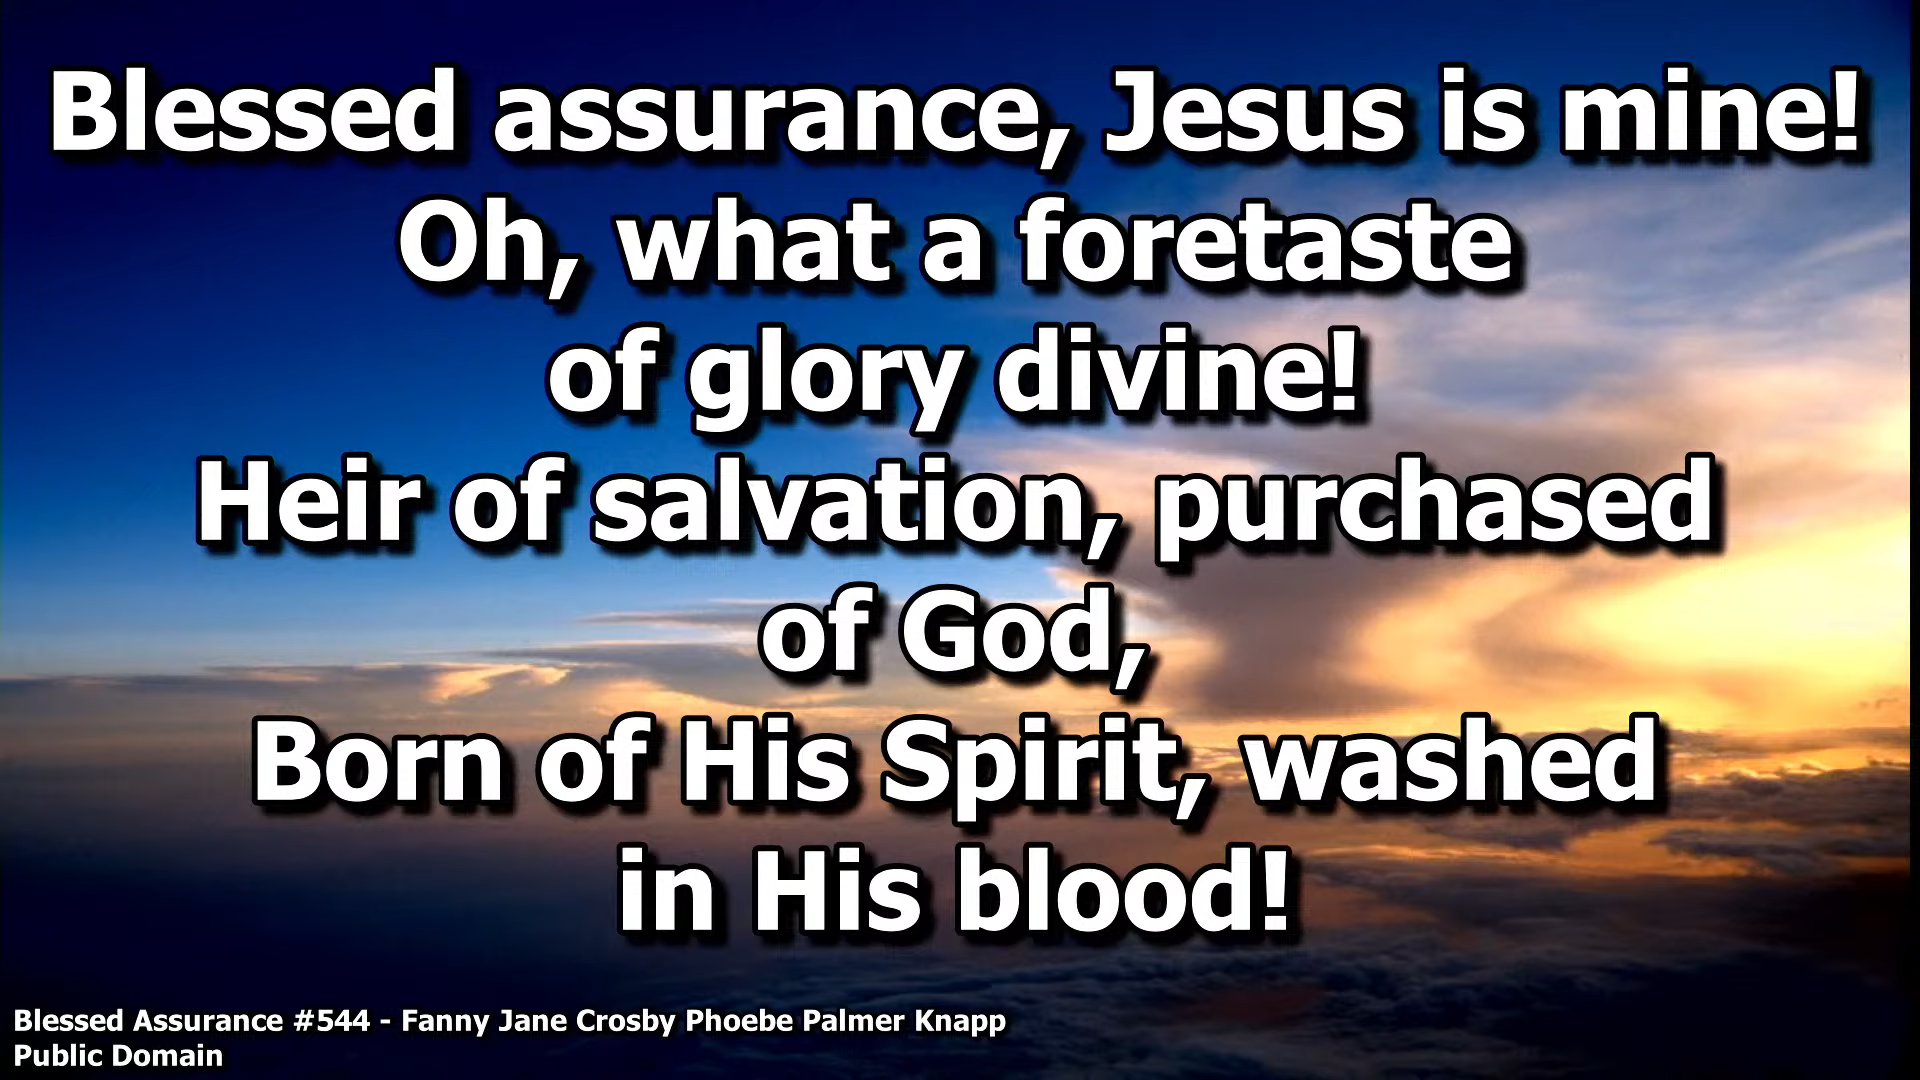 Blessed assurance, Jesus is mine!
Oh, what a foretaste
of glory divine!
Heir of salvation, purchased
of God,
Born of His Spirit, washed
in His blood!
Blessed Assurance #544 - Fanny Jane Crosby Phoebe Palmer Knapp
Public Domain